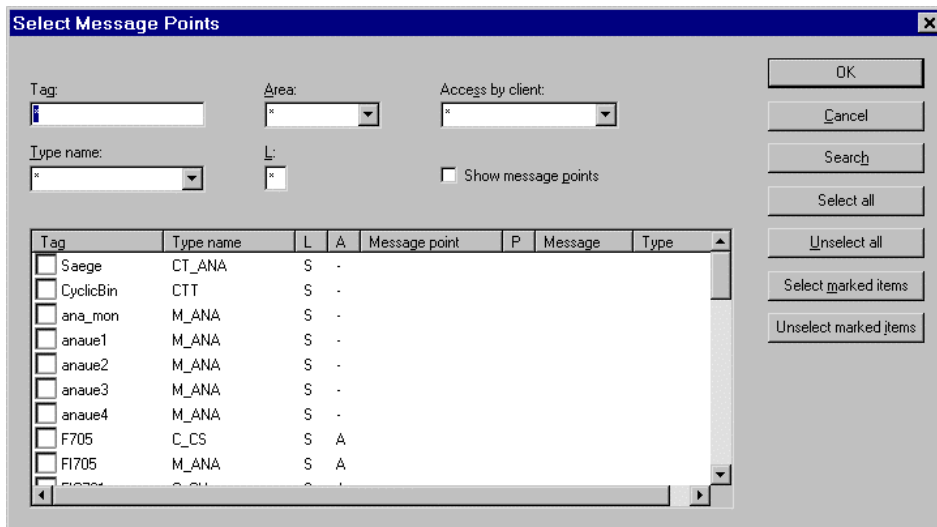 Select Message Points
Tag:
*
Area:
*
Access by client:
*
Type name:
*
L:
*
Show message points
OK
Cancel
Search
Select all
Unselect all
Select marked items
Unselect marked items
Tag Type name L A Message point P Message Type
Saege CT_ANA S -
CyclicBin CTT S -
ana_mon M_ANA S -
anaue1 M_ANA S -
anaue2 M_ANA S -
anaue3 M_ANA S -
anaue4 M_ANA S -
F705 C_CS S A
FI705 M_ANA S A